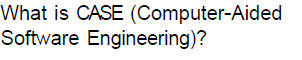 What is CASE (Computer-Aided
Software Engineering)?